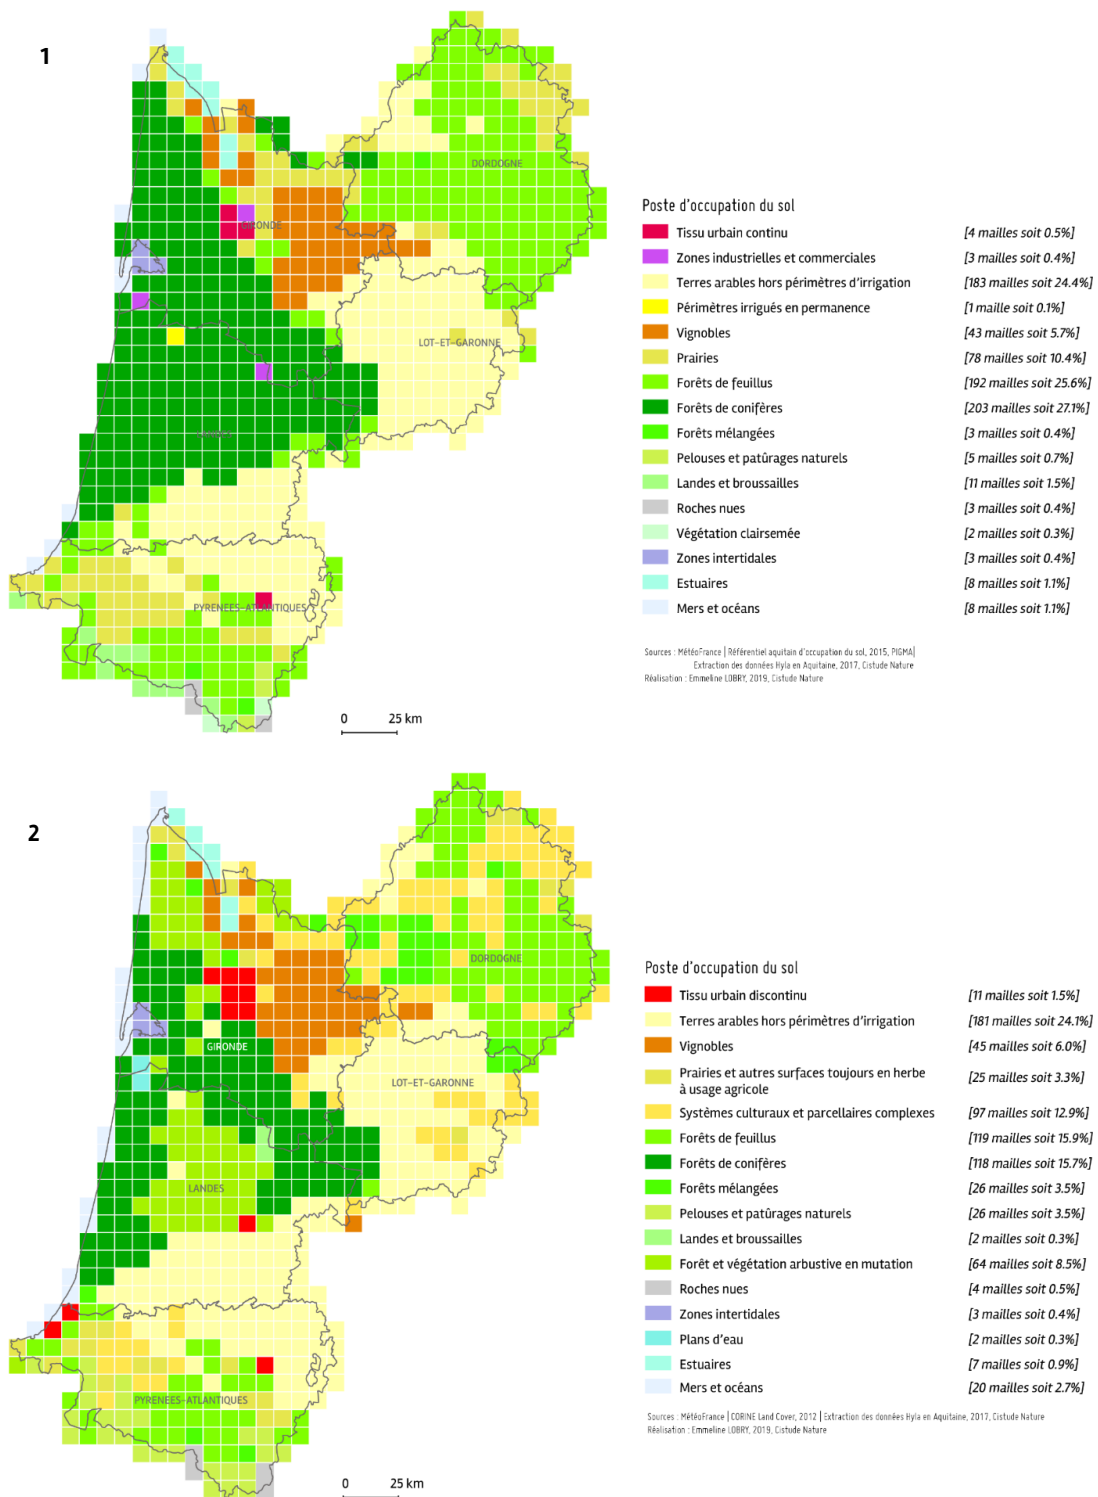 1
DORDOGNE
GIRONDE
LOT-ET-GARONNE
LANDES
PYRENEES-ATLANTIQUES
0 25 km
Poste d'occupation du sol
Tissu urbain continu [4 mailles soit 0.5%]
Zones industrielles et commerciales [3 mailles soit 0.4%]
Terres arables hors périmètres d'irrigation [183 mailles soit 24.4%]
Périmètres irrigués en permanence [1 maille soit 0.1%]
Vignobles [43 mailles soit 5.7%]
Prairies [78 mailles soit 10.4%]
Forêts de feuillus [192 mailles soit 25.6%]
Forêts de conifères [203 mailles soit 27.1%]
Forêts mélangées [3 mailles soit 0.4%]
Pelouses et patûrages naturels [5 mailles soit 0.7%]
Landes et broussailles [11 mailles soit 1.5%]
Roches nues [3 mailles soit 0.4%]
Végétation clairsemée [2 mailles soit 0.3%]
Zones intertidales [3 mailles soit 0.4%]
Estuaires [8 mailles soit 1.1%]
Mers et océans [8 mailles soit 1.1%]
Sources : MétéoFrance | Référentiel aquitain d'occupation du sol, 2015, PIGMA|
Extraction des données Hyla en Aquitaine, 2017, Cistude Nature
Réalisation : Emmeline LOBRY, 2019, Cistude Nature
2
DORDOGNE
GIRONDE
LOT-ET-GARONNE
LANDES
PYRENEES-ATLANTIQUES
0 25 km
Poste d'occupation du sol
Tissu urbain discontinu [11 mailles soit 1.5%]
Terres arables hors périmètres d'irrigation [181 mailles soit 24.1%]
Vignobles [45 mailles soit 6.0%]
Prairies et autres surfaces toujours en herbe
à usage agricole [25 mailles soit 3.3%]
Systèmes culturaux et parcellaires complexes [97 mailles soit 12.9%]
Forêts de feuillus [119 mailles soit 15.9%]
Forêts de conifères [118 mailles soit 15.7%]
Forêts mélangées [26 mailles soit 3.5%]
Pelouses et patûrages naturels [26 mailles soit 3.5%]
Landes et broussailles [2 mailles soit 0.3%]
Forêt et végétation arbustive en mutation [64 mailles soit 8.5%]
Roches nues [4 mailles soit 0.5%]
Zones intertidales [3 mailles soit 0.4%]
Plans d'eau [2 mailles soit 0.3%]
Estuaires [7 mailles soit 0.9%]
Mers et océans [20 mailles soit 2.7%]
Sources : MétéoFrance | CORINE Land Cover, 2012 | Extraction des données Hyla en Aquitaine, 2017, Cistude Nature
Réalisation : Emmeline LOBRY, 2019, Cistude Nature